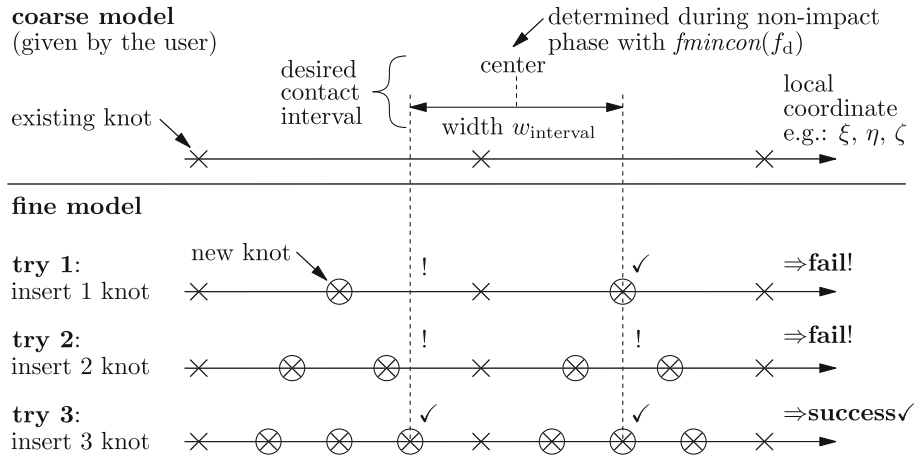 coarse model
(given by the user)
determined during non-impact
phase with fmincon(f_d)
center
desired
contact
interval
width w_interval
local
coordinate
e.g.: ξ, η, ζ
existing knot
fine model
new knot
try 1:
insert 1 knot
! ✓
⇒fail!
try 2:
insert 2 knot
! !
⇒fail!
try 3:
insert 3 knot
✓ ✓
⇒success✓